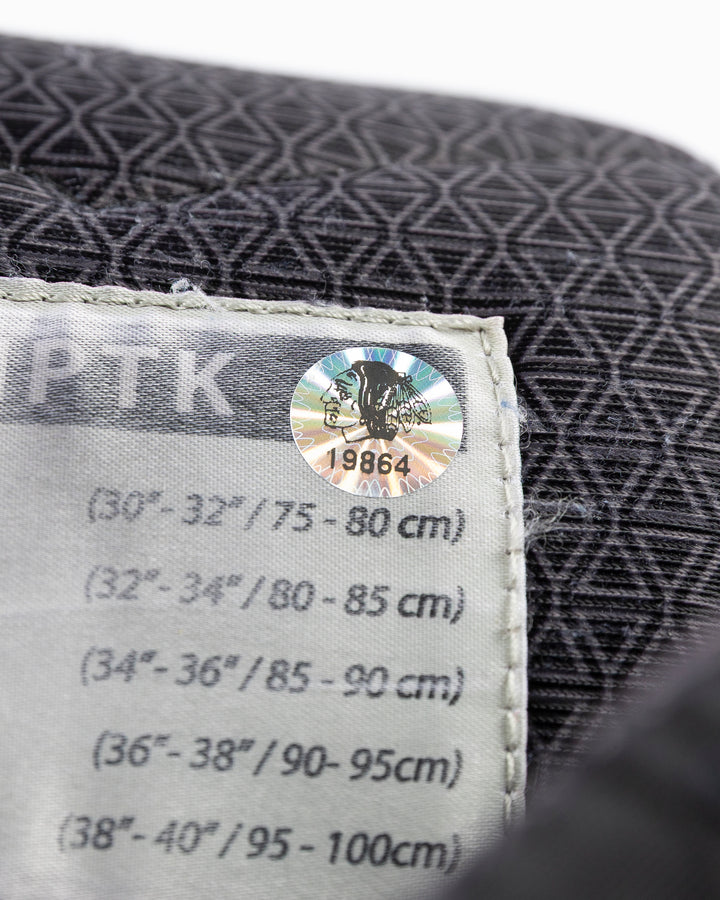 PTK
19864
(30"- 32" / 75 - 80 cm)
(32"- 34" / 80 - 85 cm)
(34"- 36" / 85 - 90 cm)
(36"- 38" / 90- 95cm)
(38"- 40" / 95 - 100cm)